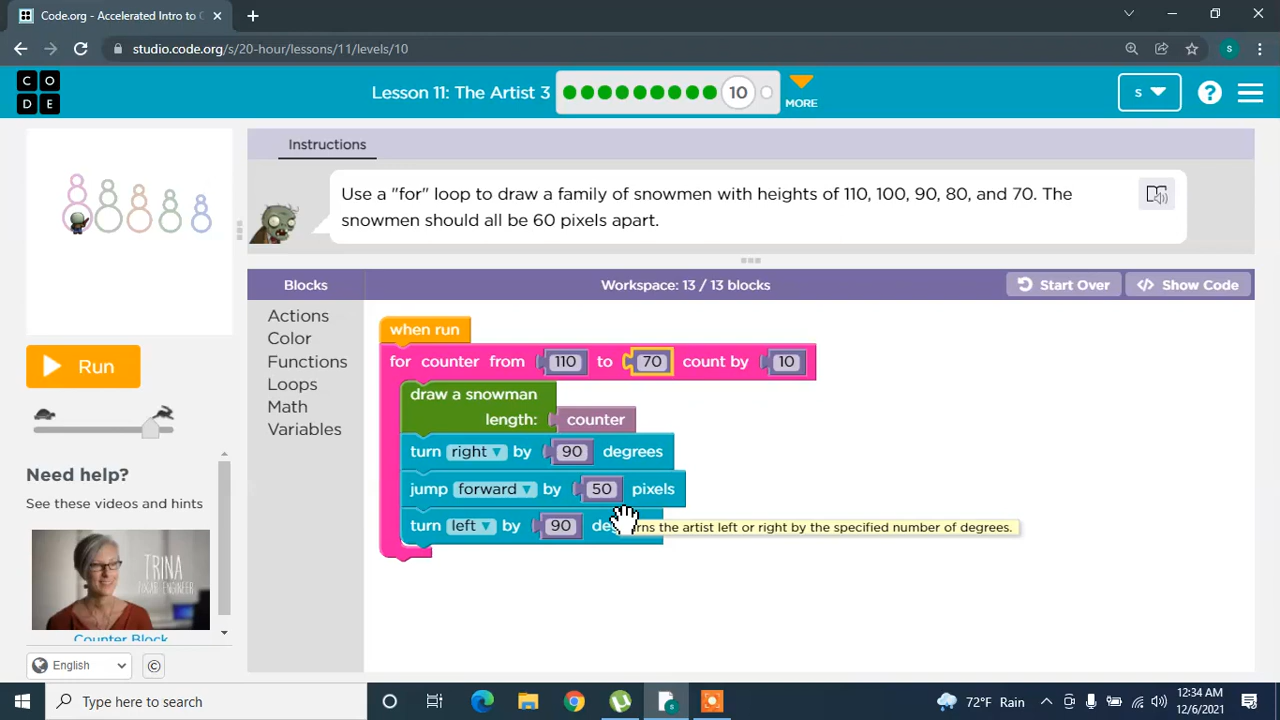 Code.org - Accelerated Intro to C
studio.code.org/s/20-hour/lessons/11/levels/10
s
C O
D E
Lesson 11: The Artist 3
10
MORE
s
?
Instructions
Use a "for" loop to draw a family of snowmen with heights of 110, 100, 90, 80, and 70. The
snowmen should all be 60 pixels apart.
Blocks
Workspace: 13 / 13 blocks
Start Over
</> Show Code
Actions
Color
Functions
Loops
Math
Variables
when run
for counter from 110 to 70 count by 10
draw a snowman
length: counter
turn right by 90 degrees
jump forward by 50 pixels
turn left by 90 deg
rns the artist left or right by the specified number of degrees.
Run
Need help?
See these videos and hints
TRINA
Counter Block
English
©
Type here to search
72°F Rain
12:34 AM
12/6/2021